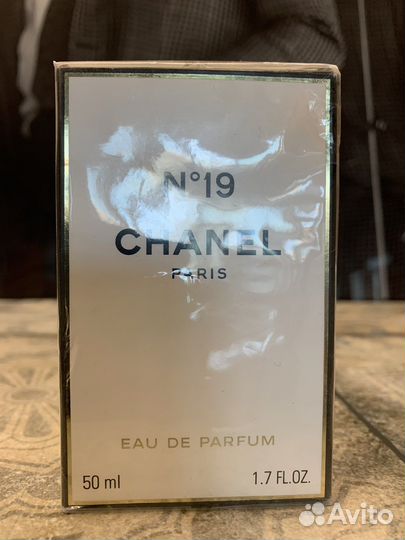 N°19
CHANEL
PARIS
EAU DE PARFUM
50 ml 1.7 FL.OZ.
Avito